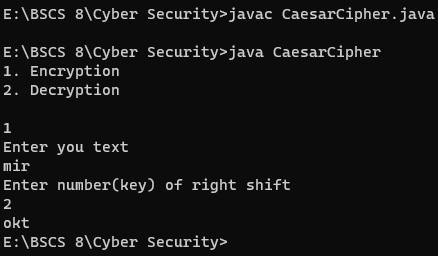 E:\BSCS 8\Cyber Security>javac CaesarCipher.java
E:\BSCS 8\Cyber Security>java CaesarCipher
1. Encryption
2. Decryption
1
Enter you text
mir
Enter number(key) of right shift
2
okt
E:\BSCS 8\Cyber Security>